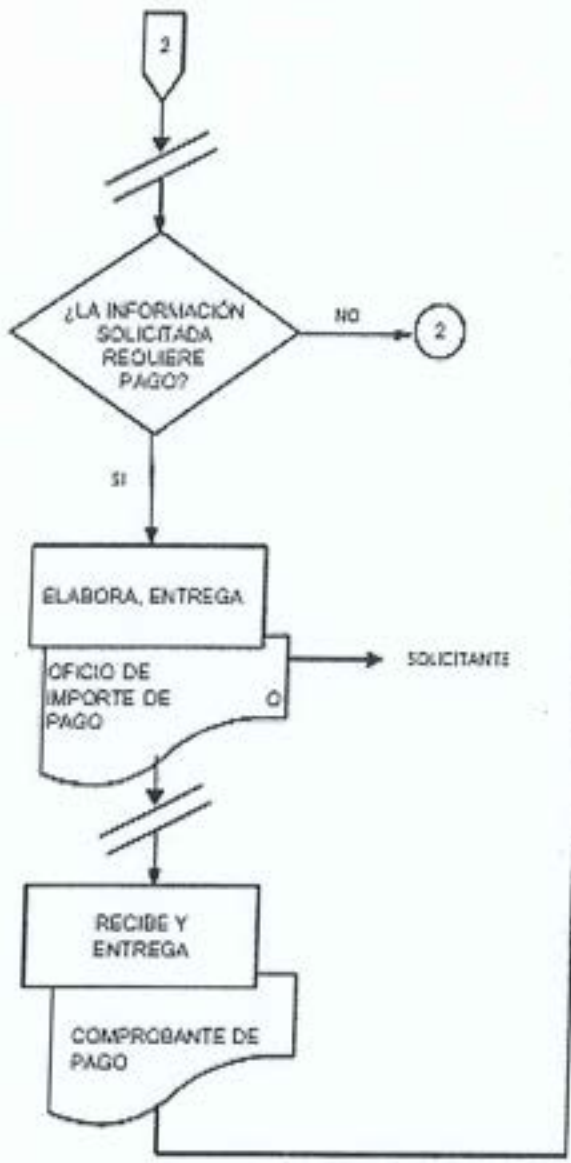 2
¿LA INFORMACIÓN
SOLICITADA
REQUIERE
PAGO?
NO
2
SI
ELABORA, ENTREGA
OFICIO DE
IMPORTE DE
PAGO
O
SOLICITANTE
RECIBE Y
ENTREGA
COMPROBANTE DE
PAGO